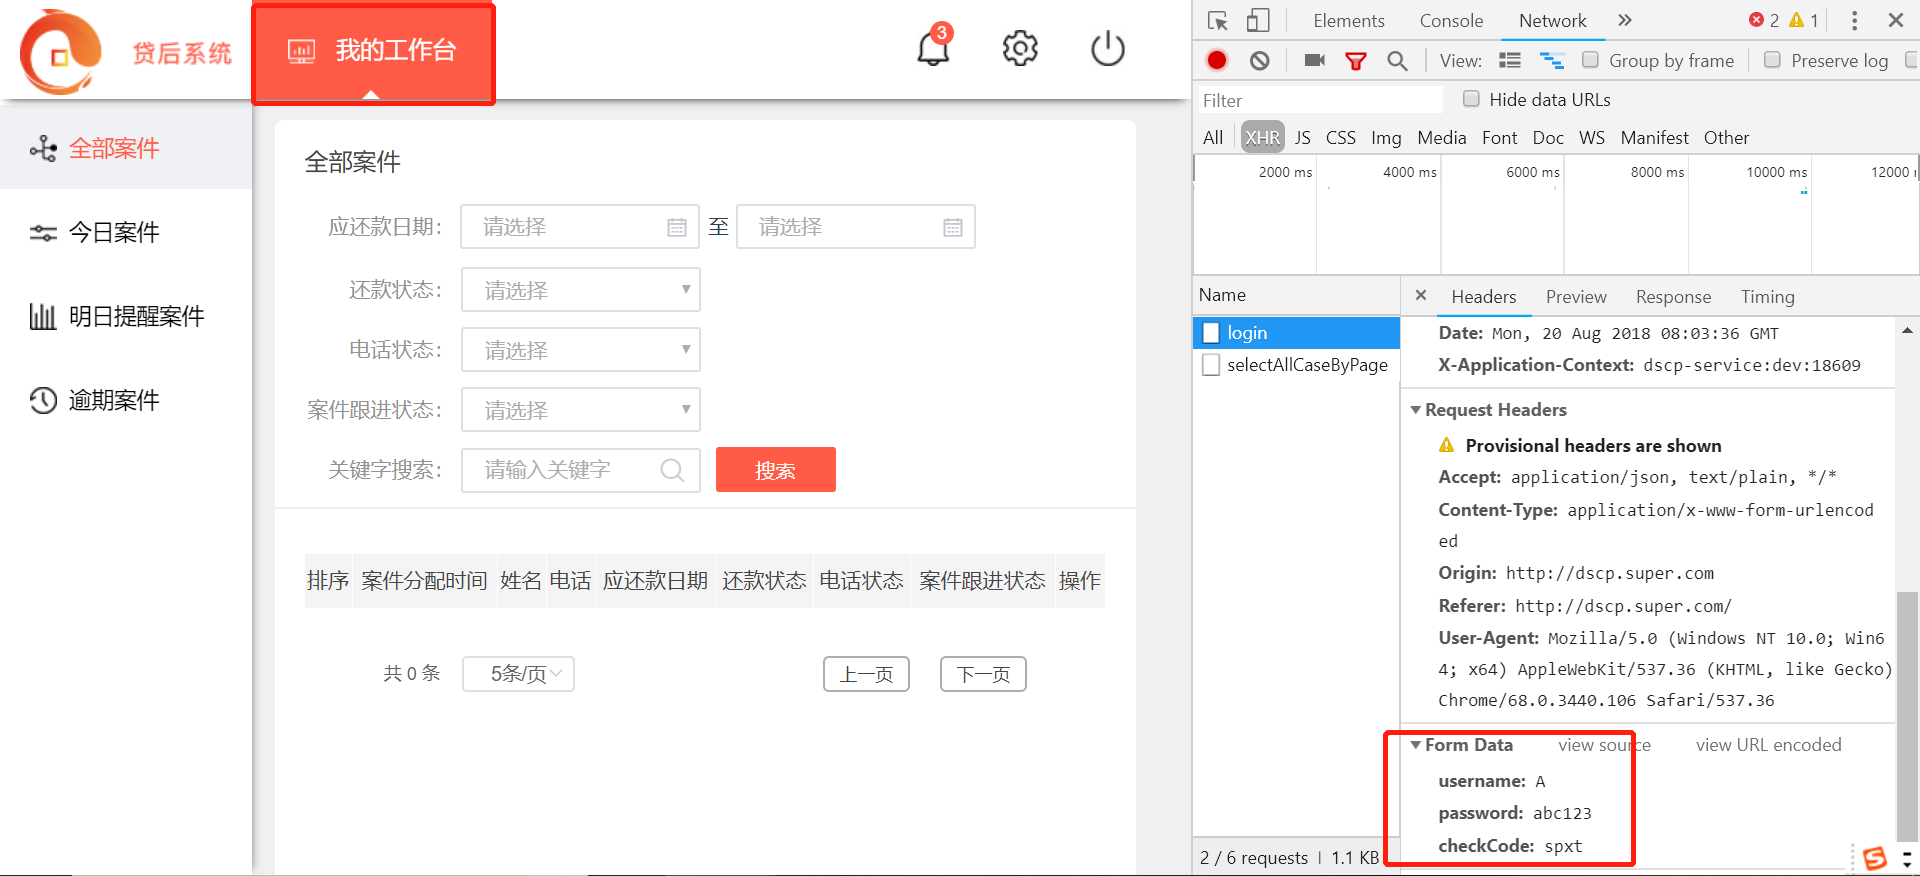 贷后系统
我的工作台
3
全部案件
今日案件
明日提醒案件
逾期案件
全部案件
应还款日期：
请选择
至
请选择
还款状态：
请选择
电话状态：
请选择
案件跟进状态：
请选择
关键字搜索：
请输入关键字
搜索
排序 案件分配时间 姓名 电话 应还款日期 还款状态 电话状态 案件跟进状态 操作
共 0 条
5条/页
上一页
下一页
Elements Console Network » 2 1
View: Group by frame Preserve log
Filter
Hide data URLs
All XHR JS CSS Img Media Font Doc WS Manifest Other
2000 ms 4000 ms 6000 ms 8000 ms 10000 ms 12000
Name
login
selectAllCaseByPage
2 / 6 requests | 1.1 KB
× Headers Preview Response Timing
Date: Mon, 20 Aug 2018 08:03:36 GMT
X-Application-Context: dscp-service:dev:18609
Request Headers
Provisional headers are shown
Accept: application/json, text/plain, */*
Content-Type: application/x-www-form-urlencod
ed
Origin: http://dscp.super.com
Referer: http://dscp.super.com/
User-Agent: Mozilla/5.0 (Windows NT 10.0; Win6
4; x64) AppleWebKit/537.36 (KHTML, like Gecko)
Chrome/68.0.3440.106 Safari/537.36
Form Data view source view URL encoded
username: A
password: abc123
checkCode: spxt
S